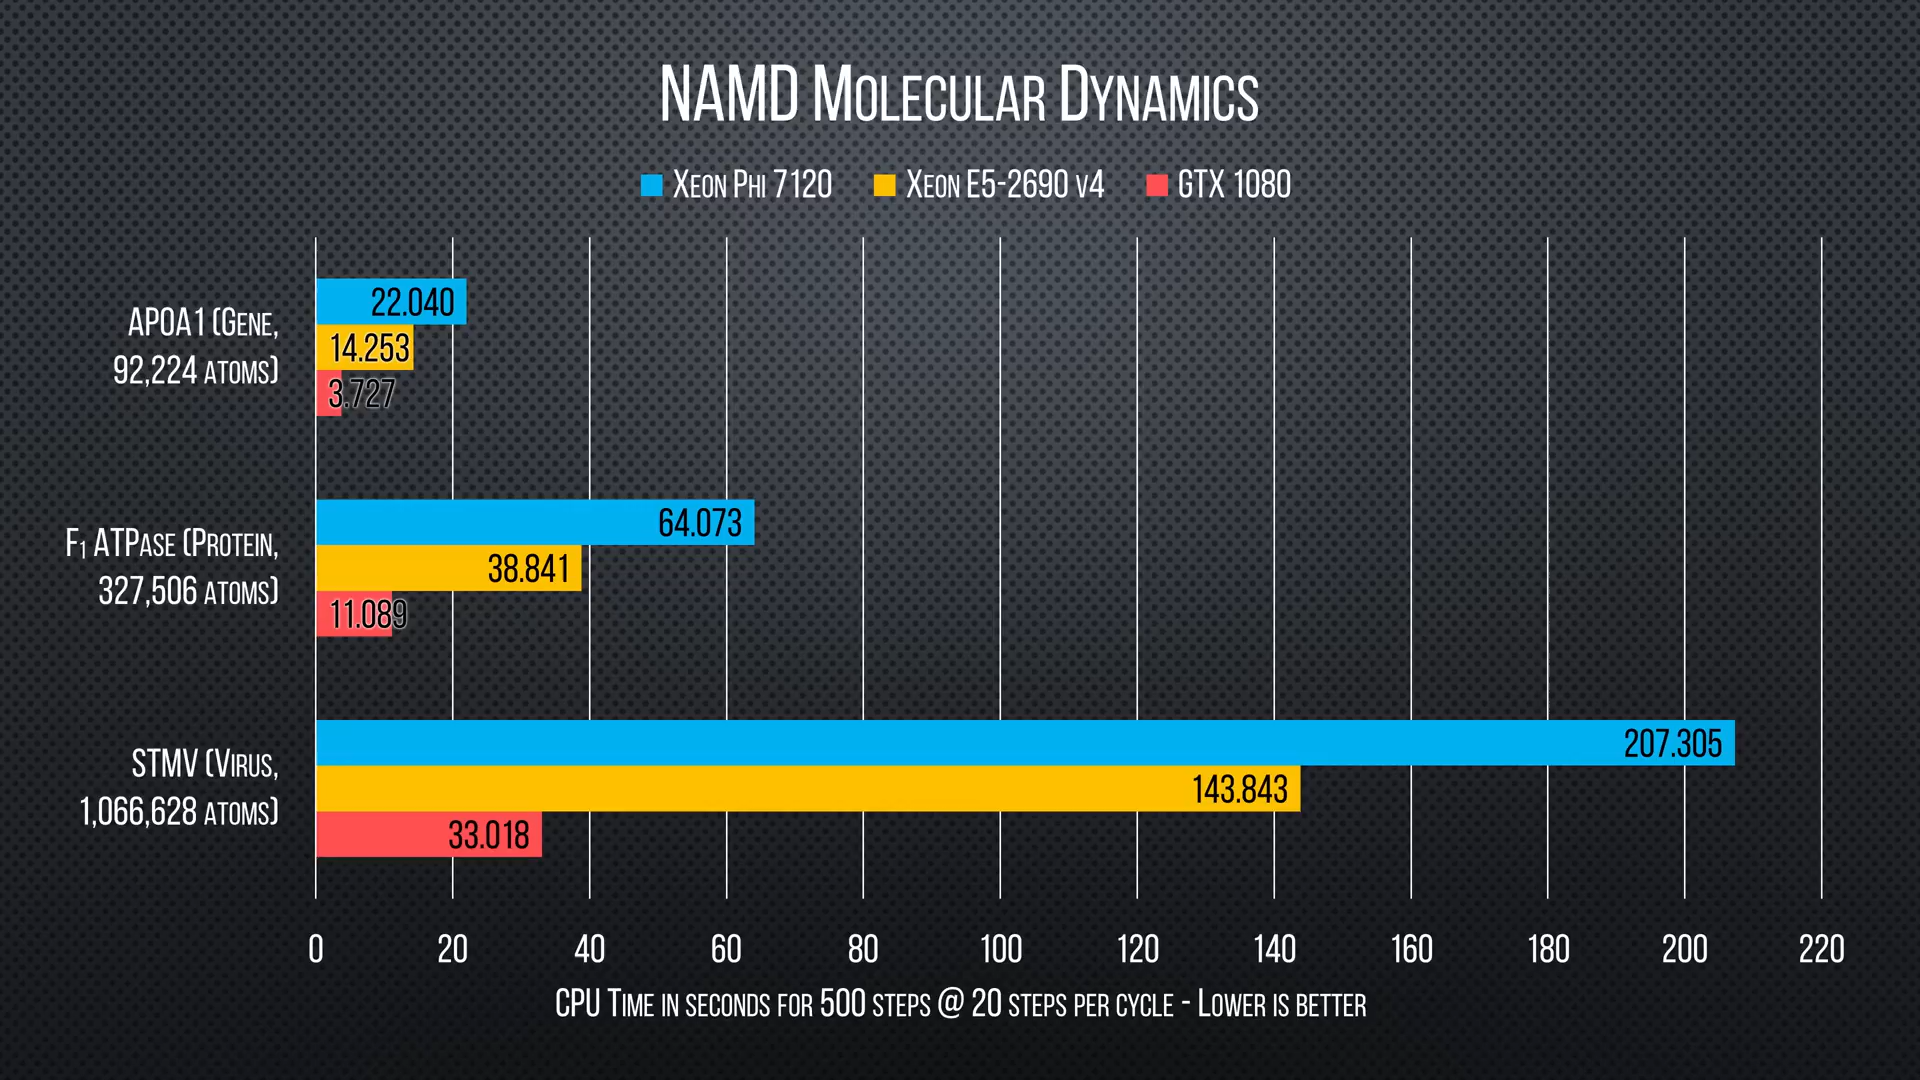 NAMD Molecular Dynamics
Xeon Phi 7120 Xeon E5-2690 v4 GTX 1080
APOA1 (Gene,
92,224 atoms)
22.040
14.253
3.727
F₁ ATPase (Protein,
327,506 atoms)
64.073
38.841
11.089
STMV (Virus,
1,066,628 atoms)
207.305
143.843
33.018
0 20 40 60 80 100 120 140 160 180 200 220
CPU Time in seconds for 500 steps @ 20 steps per cycle - Lower is better